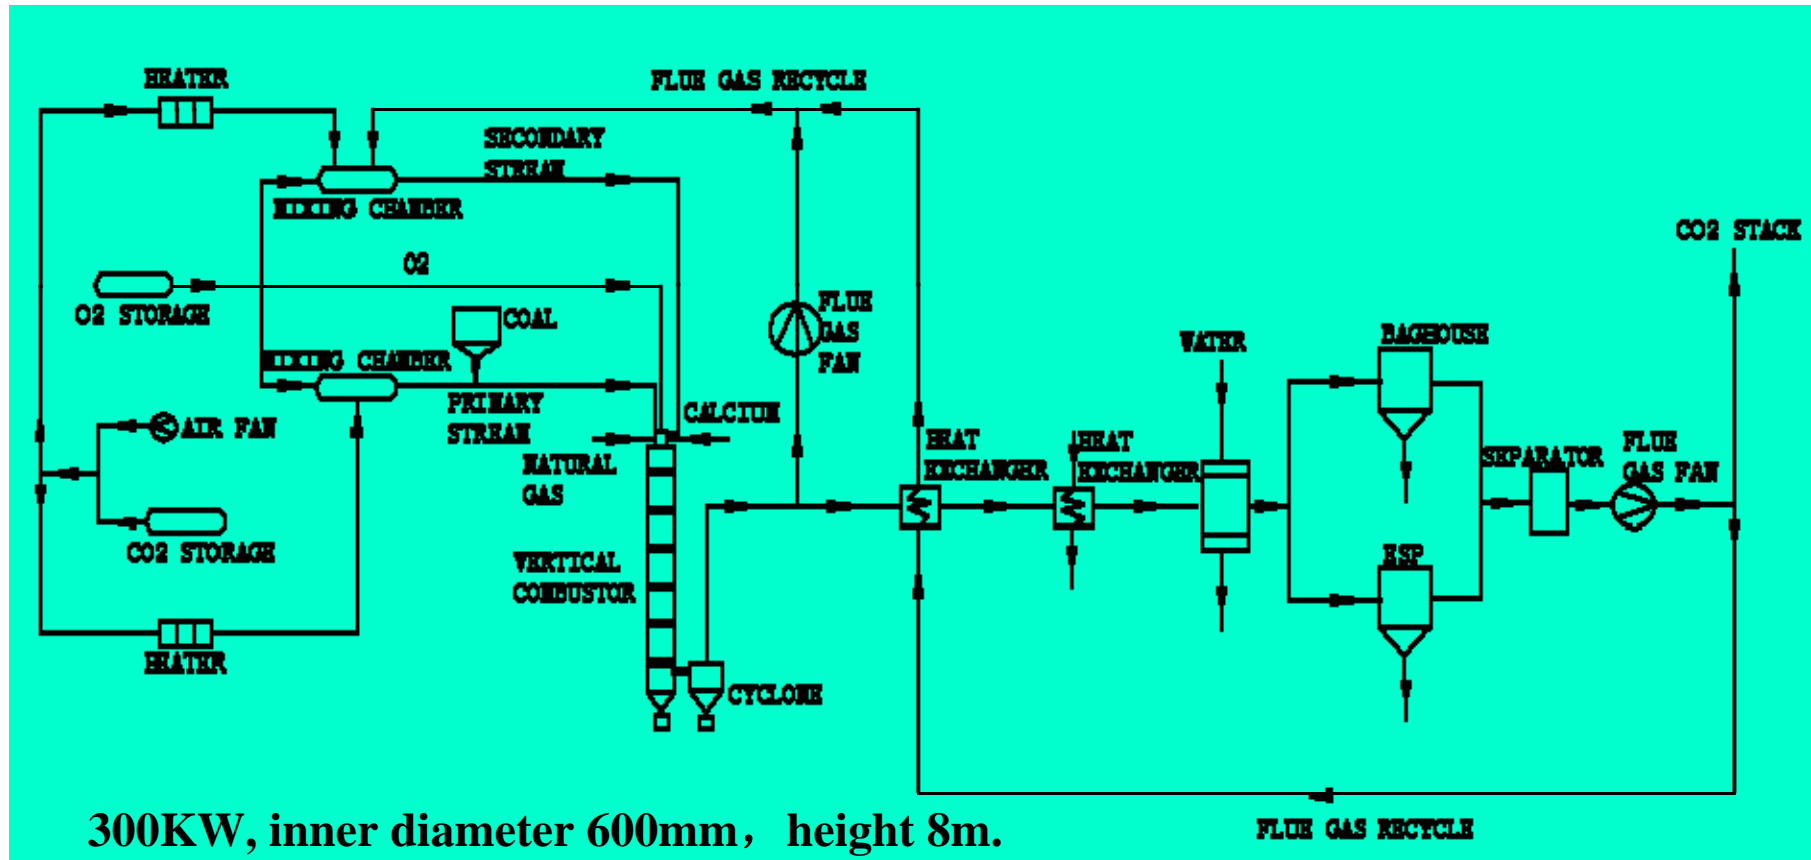 HEATER
FLUE GAS RECYCLE
SECONDARY
STREAM
MIXING CHAMBER
CO2 STACK
O2
O2 STORAGE
COAL
FLUE
GAS
FAN
WATER
BAGHOUSE
MIXING CHAMBER
PRIMARY
STREAM
CALCIUM
AIR FAN
HEAT
EXCHANGER
HEAT
EXCHANGER
SEPARATOR
FLUE
GAS FAN
NATURAL
GAS
CO2 STORAGE
VERTICAL
COMBUSTOR
ESP
HEATER
CYCLONE
300KW, inner diameter 600mm，height 8m.
FLUE GAS RECYCLE